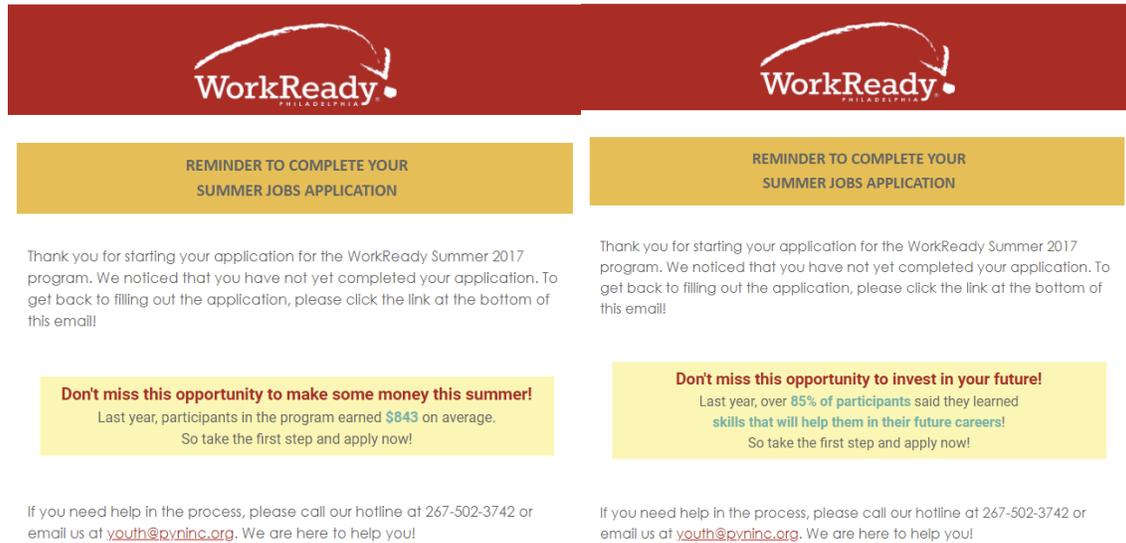 WorkReady®
PHILADELPHIA
REMINDER TO COMPLETE YOUR
SUMMER JOBS APPLICATION
Thank you for starting your application for the WorkReady Summer 2017
program. We noticed that you have not yet completed your application. To
get back to filling out the application, please click the link at the bottom of
this email!
Don't miss this opportunity to make some money this summer!
Last year, participants in the program earned $843 on average.
So take the first step and apply now!
If you need help in the process, please call our hotline at 267-502-3742 or
email us at youth@pyninc.org. We are here to help you!
WorkReady®
PHILADELPHIA
REMINDER TO COMPLETE YOUR
SUMMER JOBS APPLICATION
Thank you for starting your application for the WorkReady Summer 2017
program. We noticed that you have not yet completed your application. To
get back to filling out the application, please click the link at the bottom of
this email!
Don't miss this opportunity to invest in your future!
Last year, over 85% of participants said they learned
skills that will help them in their future careers!
So take the first step and apply now!
If you need help in the process, please call our hotline at 267-502-3742 or
email us at youth@pyninc.org. We are here to help you!